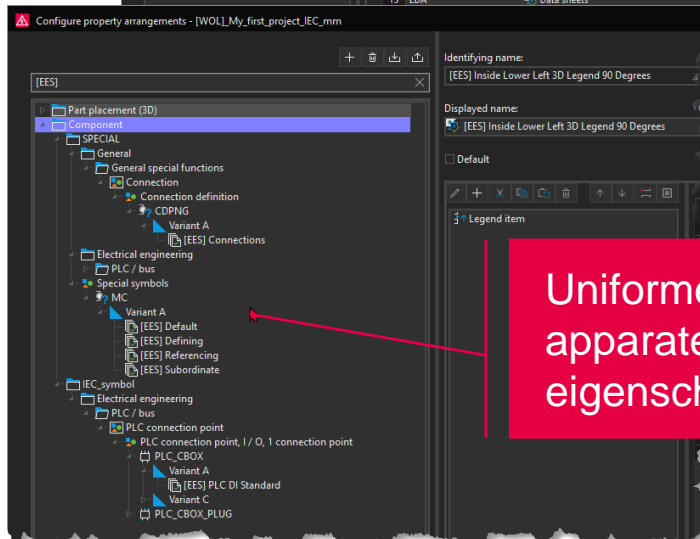 13 EDA Data sheets
Configure property arrangements - [WOL]_My_first_project_IEC_mm
[EES]
Part placement (3D)
Component
SPECIAL
General
General special functions
Connection
Connection definition
CDPNG
Variant A
[EES] Connections
Electrical engineering
PLC / bus
Special symbols
MC
Variant A
[EES] Default
[EES] Defining
[EES] Referencing
[EES] Subordinate
IEC_symbol
Electrical engineering
PLC / bus
PLC connection point
PLC connection point, I / O, 1 connection point
PLC_CBOX
Variant A
[EES] PLC DI Standard
Variant C
PLC_CBOX_PLUG
Identifying name:
[EES] Inside Lower Left 3D Legend 90 Degrees
Displayed name:
[EES] Inside Lower Left 3D Legend 90 Degrees
Default
Legend item
Uniforme
apparate
eigensch